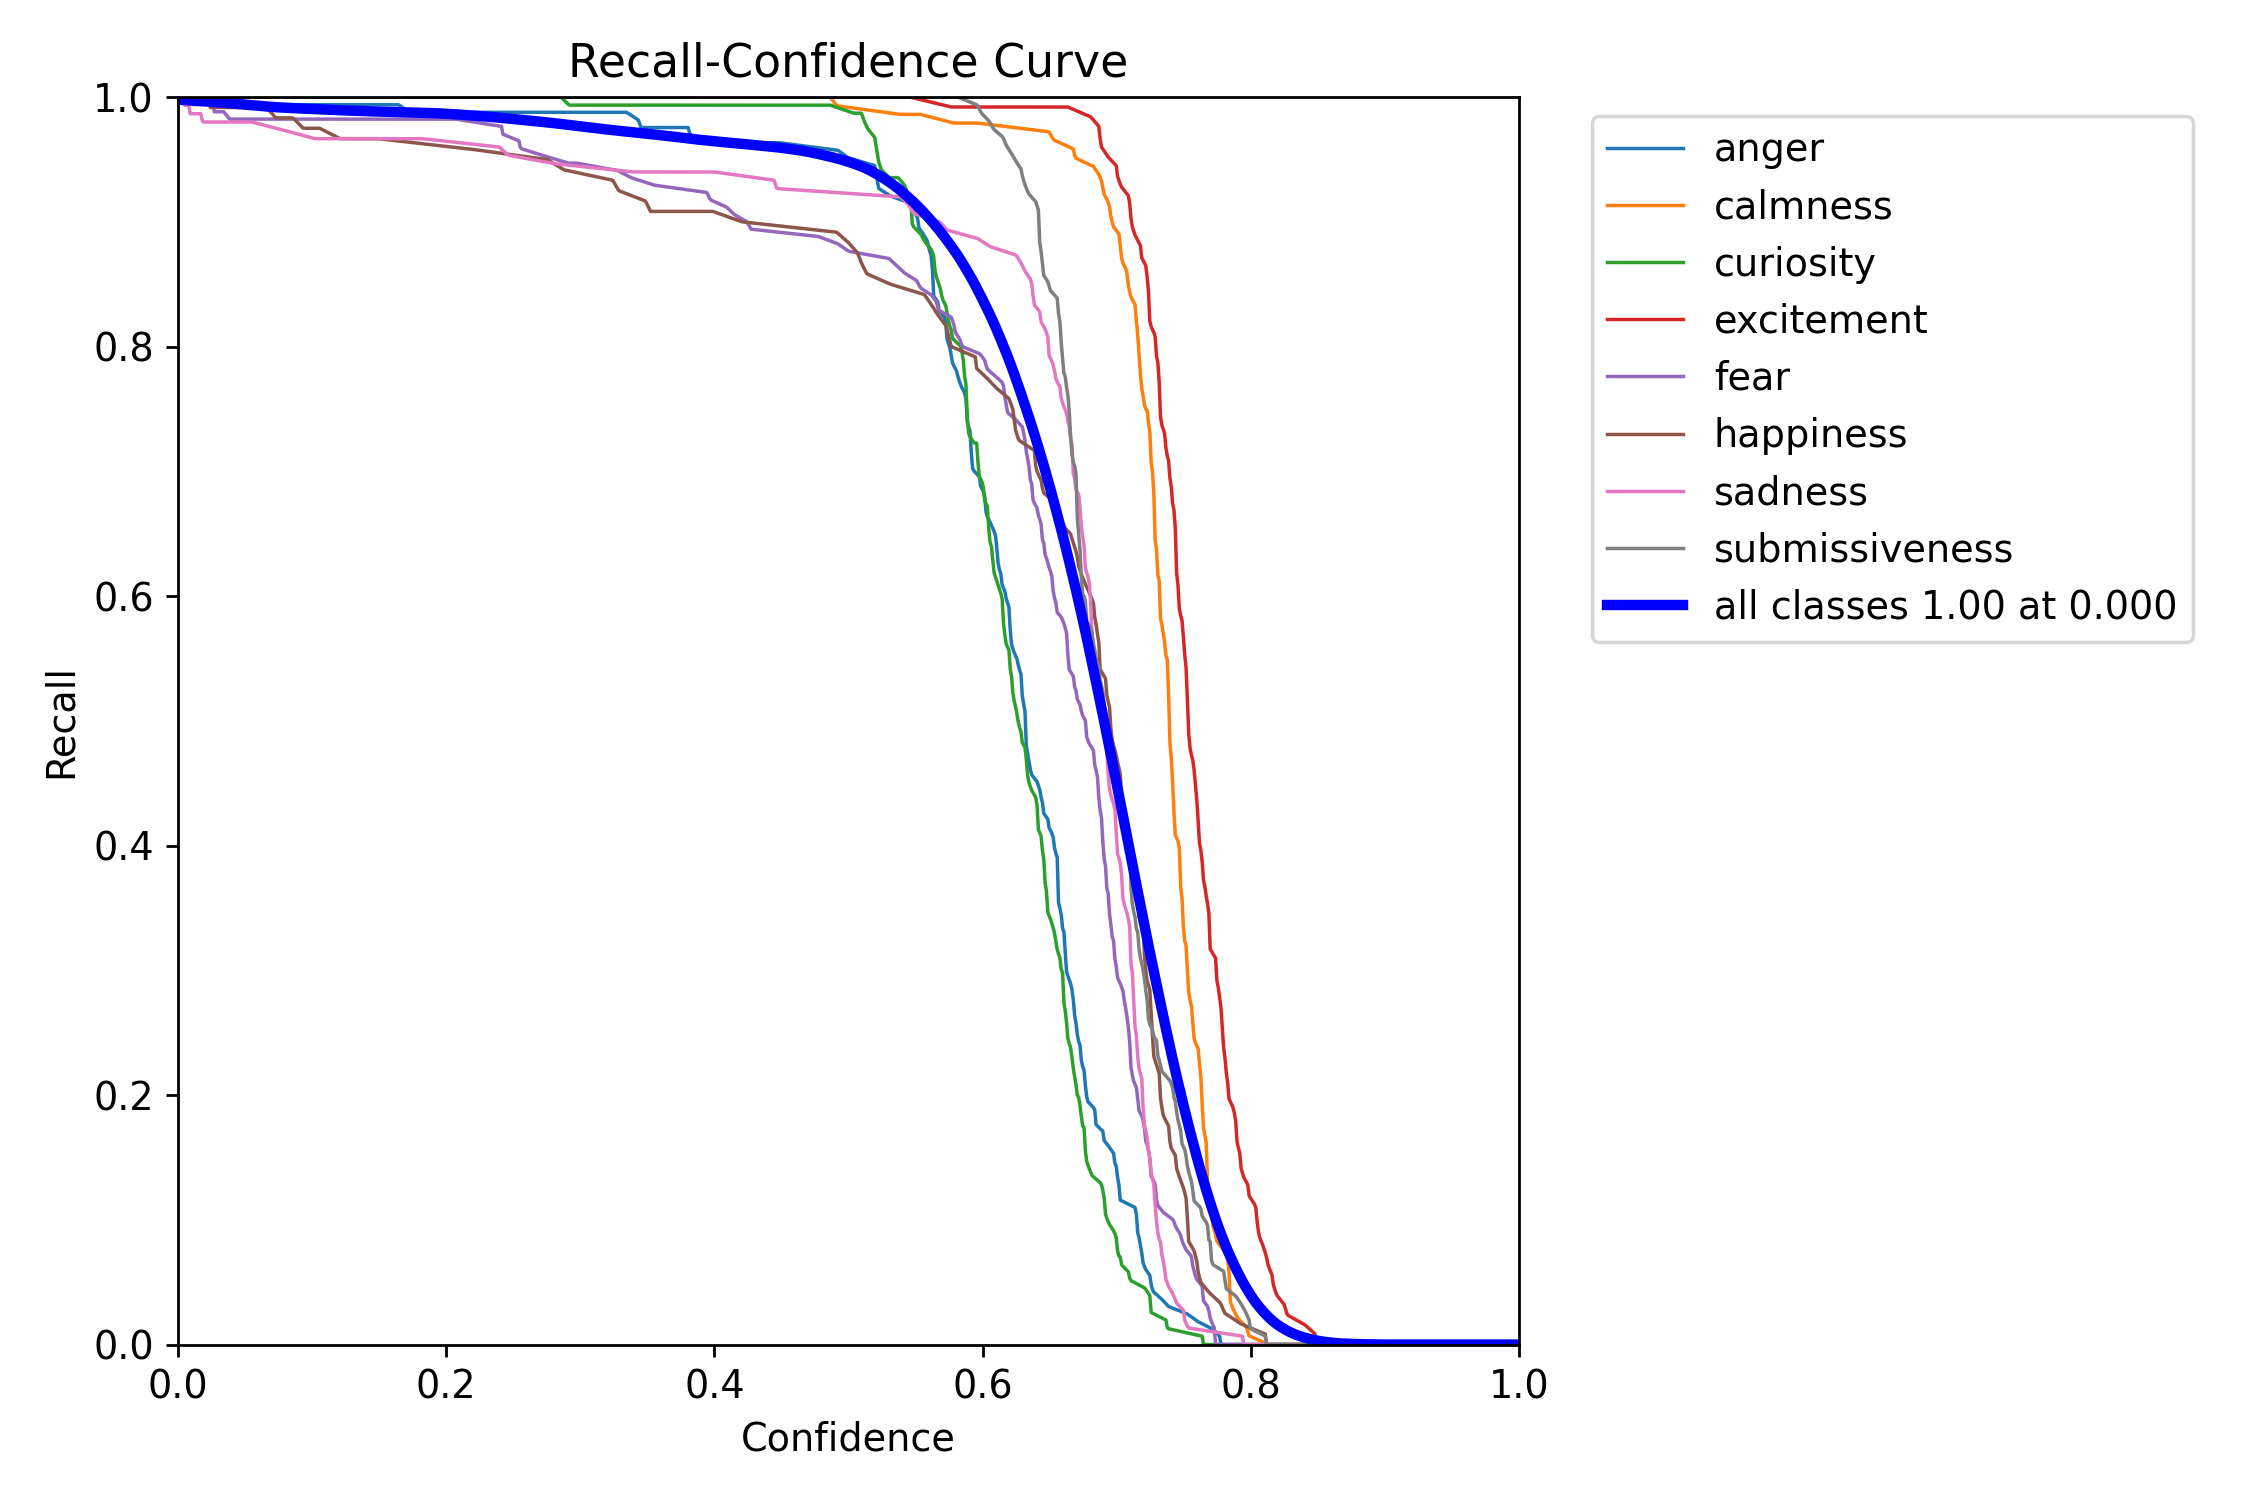 Recall-Confidence Curve
1.0
0.8
0.6
0.4
0.2
0.0
Recall
0.0 0.2 0.4 0.6 0.8 1.0
Confidence
anger
calmness
curiosity
excitement
fear
happiness
sadness
submissiveness
all classes 1.00 at 0.000